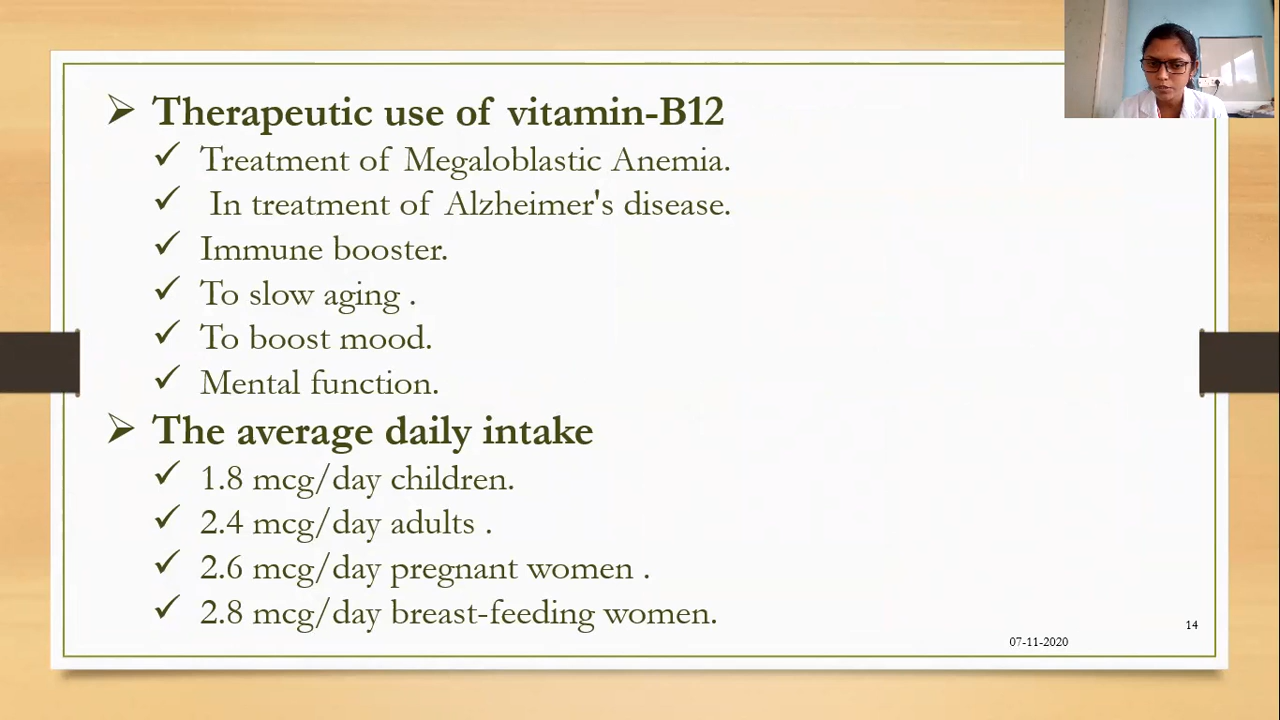 Therapeutic use of vitamin-B12
Treatment of Megaloblastic Anemia.
In treatment of Alzheimer's disease.
Immune booster.
To slow aging .
To boost mood.
Mental function.
The average daily intake
1.8 mcg/day children.
2.4 mcg/day adults .
2.6 mcg/day pregnant women .
2.8 mcg/day breast-feeding women.
14
07-11-2020